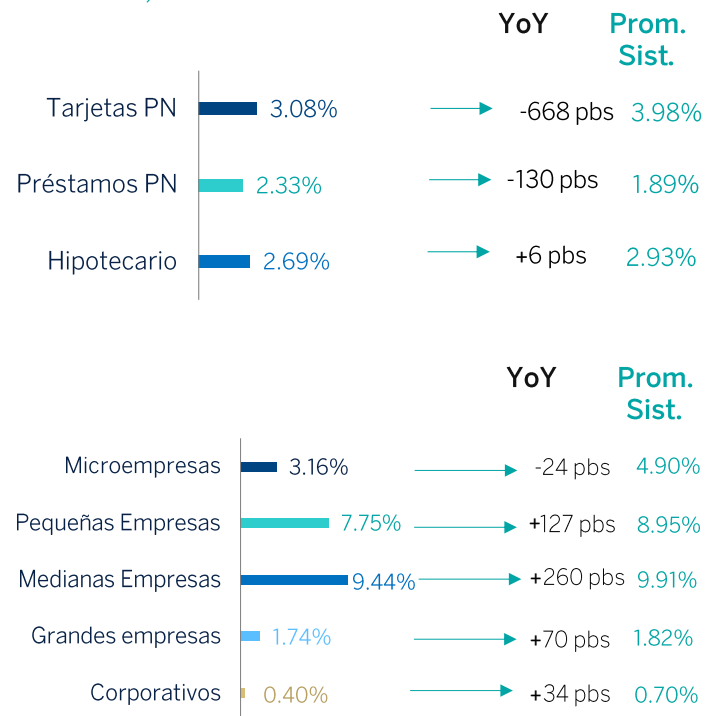 YoY Prom. Sist.
Tarjetas PN 3.08% -668 pbs 3.98%
Préstamos PN 2.33% -130 pbs 1.89%
Hipotecario 2.69% +6 pbs 2.93%
YoY Prom. Sist.
Microempresas 3.16% -24 pbs 4.90%
Pequeñas Empresas 7.75% +127 pbs 8.95%
Medianas Empresas 9.44% +260 pbs 9.91%
Grandes empresas 1.74% +70 pbs 1.82%
Corporativos 0.40% +34 pbs 0.70%